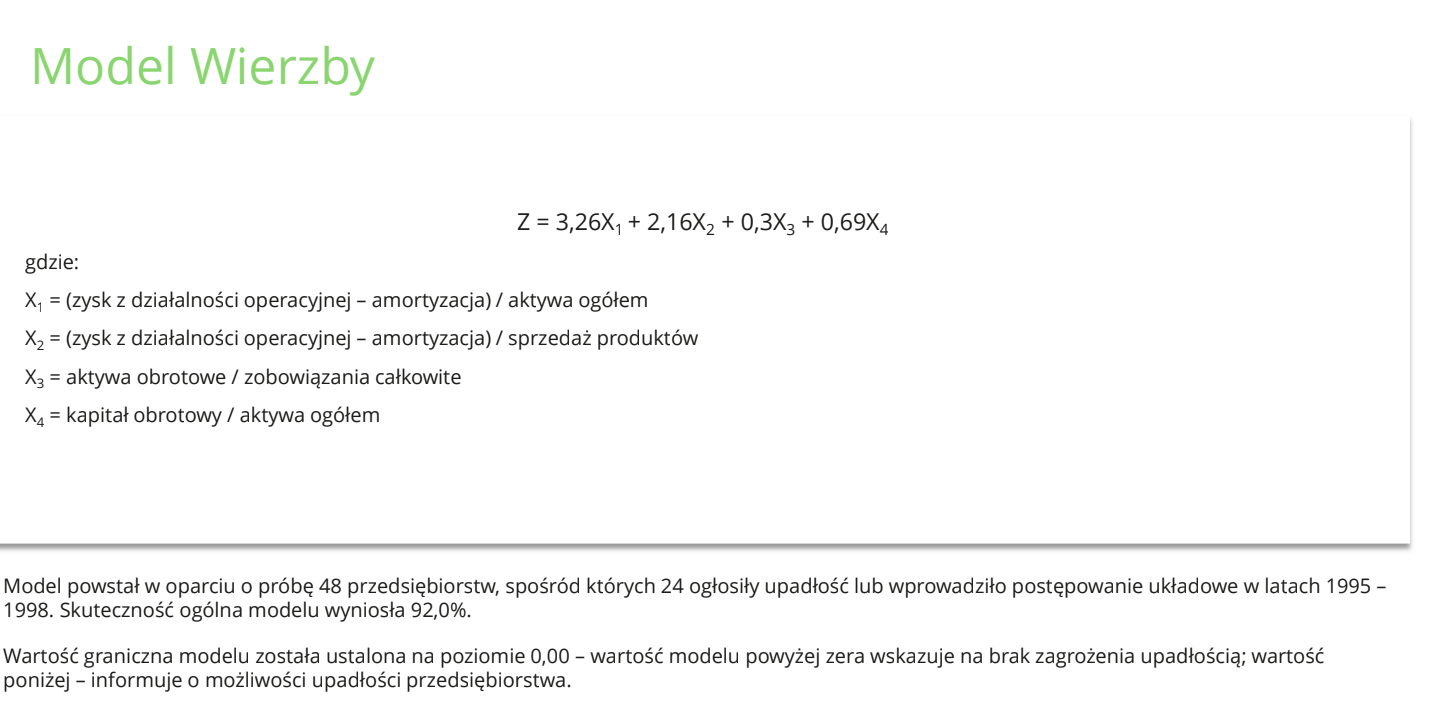 Model Wierzby
Z = 3,26X₁ + 2,16X₂ + 0,3X₃ + 0,69X₄
gdzie:
X₁ = (zysk z działalności operacyjnej – amortyzacja) / aktywa ogółem
X₂ = (zysk z działalności operacyjnej – amortyzacja) / sprzedaż produktów
X₃ = aktywa obrotowe / zobowiązania całkowite
X₄ = kapitał obrotowy / aktywa ogółem
Model powstał w oparciu o próbę 48 przedsiębiorstw, spośród których 24 ogłosiły upadłość lub wprowadziło postępowanie układowe w latach 1995 –
1998. Skuteczność ogólna modelu wyniosła 92,0%.
Wartość graniczna modelu została ustalona na poziomie 0,00 – wartość modelu powyżej zera wskazuje na brak zagrożenia upadłością; wartość
poniżej – informuje o możliwości upadłości przedsiębiorstwa.